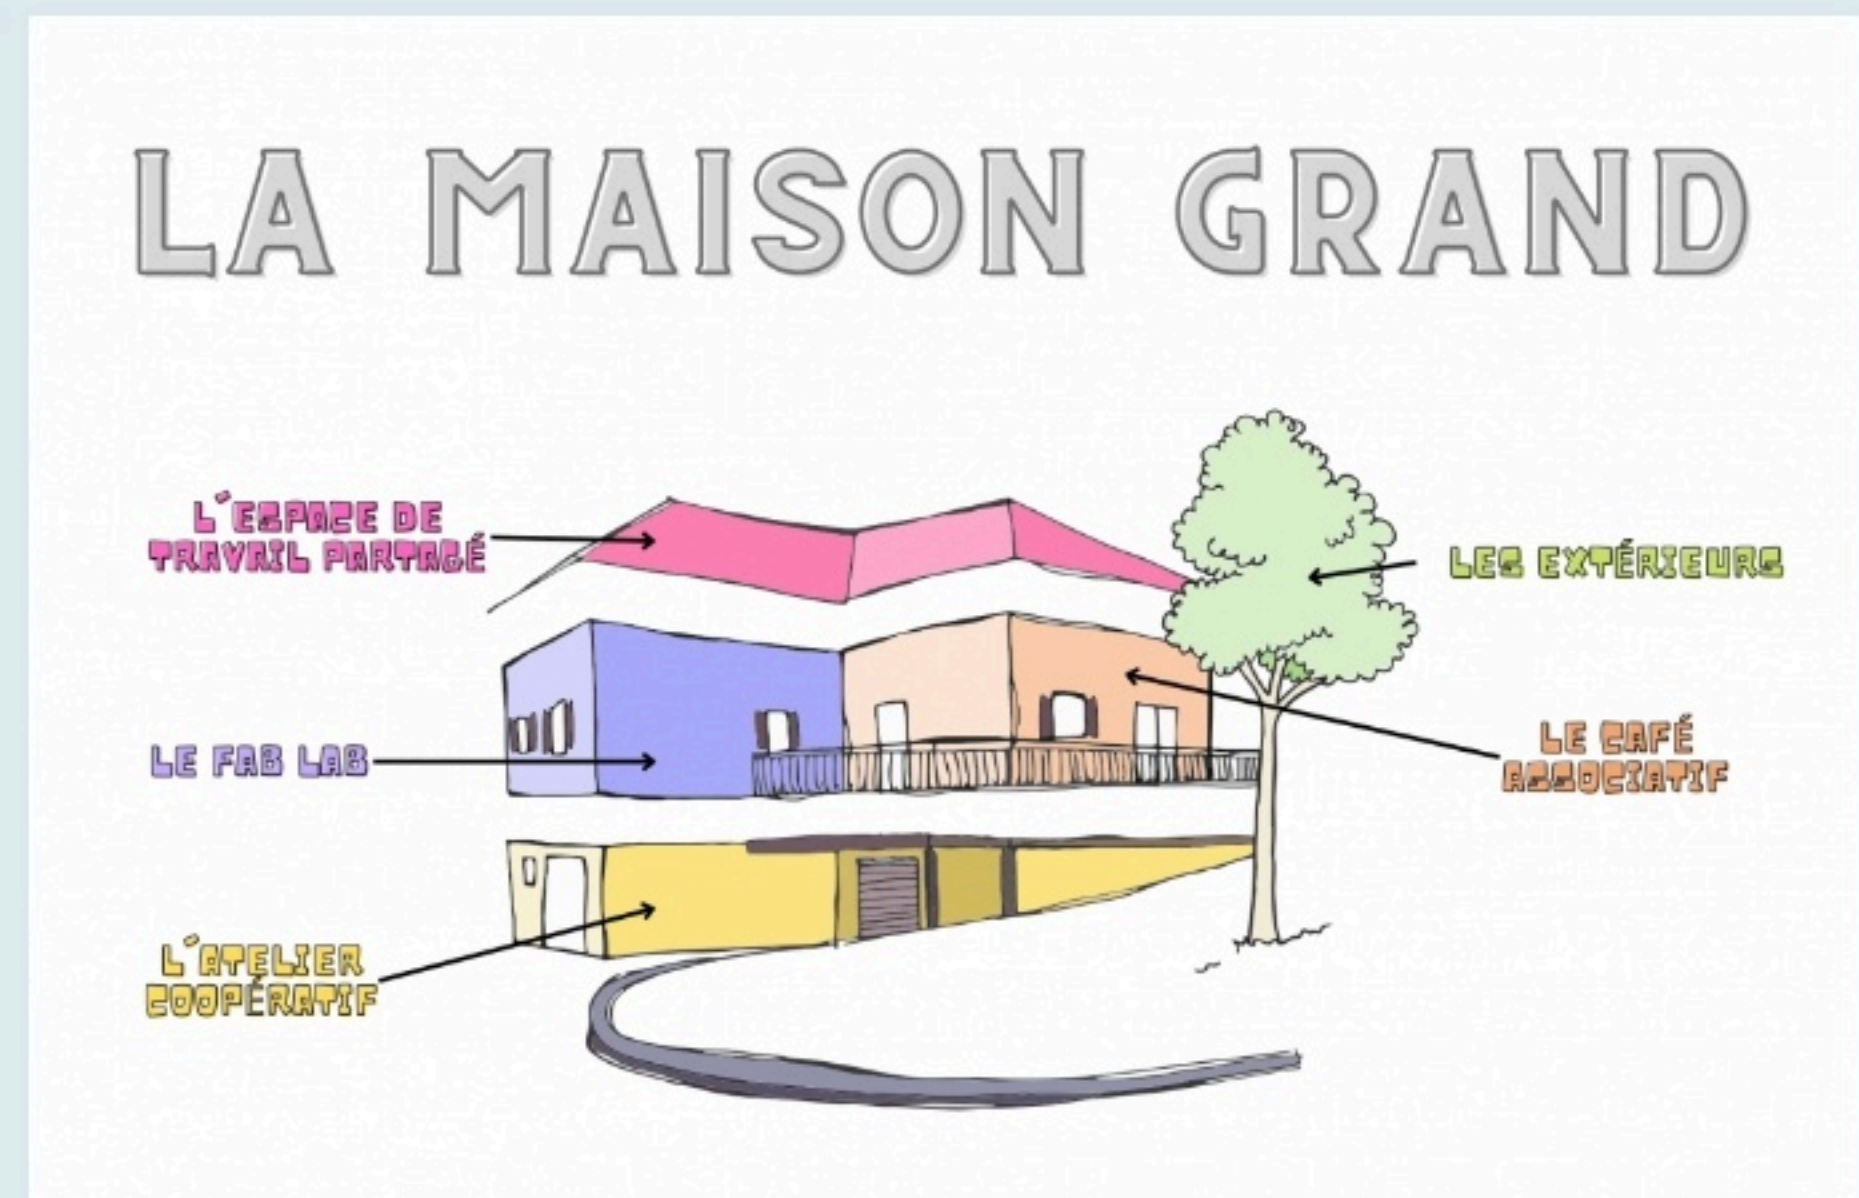 LA MAISON GRAND
L'ESPACE DE
TRAVAIL PARTAGÉ
LES EXTÉRIEURS
LE FAB LAB
LE CAFÉ
ASSOCIATIF
L'ATELIER
COOPÉRATIF